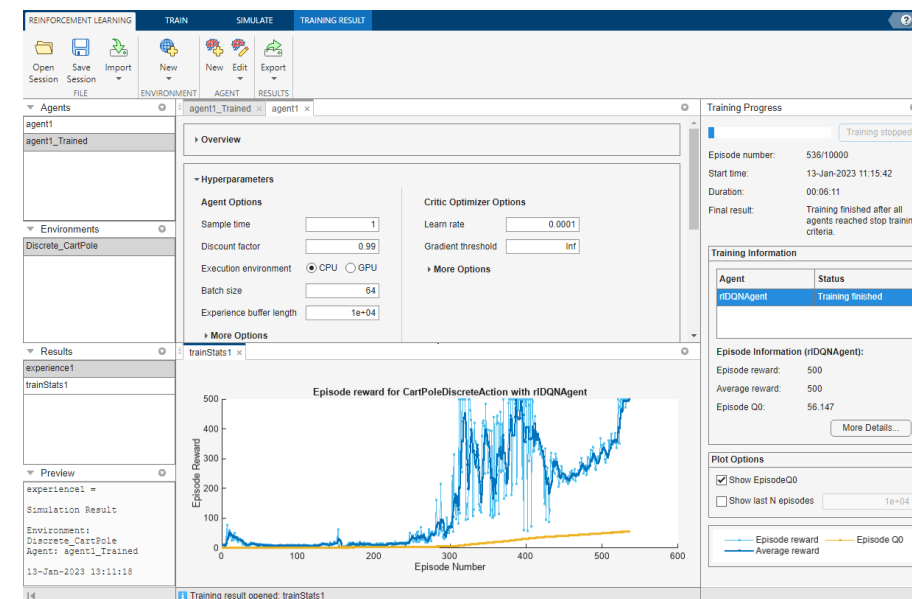 REINFORCEMENT LEARNING TRAIN SIMULATE TRAINING RESULT
?
Open Session
Save Session
Import
New
New
Edit
Export
FILE ENVIRONMENT AGENT RESULTS
Agents
agent1
agent1_Trained
Environments
Discrete_CartPole
Results
experience1
trainStats1
Preview
experience1 =
Simulation Result
Environment:
Discrete_CartPole
Agent: agent1_Trained
13-Jan-2023 13:11:18
agent1_Trained × agent1 ×
Overview
Hyperparameters
Agent Options
Sample time 1
Discount factor 0.99
Execution environment CPU GPU
Batch size 64
Experience buffer length 1e+04
More Options
Critic Optimizer Options
Learn rate 0.0001
Gradient threshold Inf
More Options
trainStats1 ×
Episode reward for CartPoleDiscreteAction with rlDQNAgent
Episode Reward
500
400
300
200
100
0
0 100 200 300 400 500 600
Episode Number
Training result opened: trainStats1
Training Progress
Training stopped
Episode number: 536/10000
Start time: 13-Jan-2023 11:15:42
Duration: 00:06:11
Final result: Training finished after all
agents reached stop trainin
criteria.
Training Information
Agent Status
rlDQNAgent Training finished
Episode Information (rlDQNAgent):
Episode reward: 500
Average reward: 500
Episode Q0: 56.147
More Details...
Plot Options
Show EpisodeQ0
Show last N episodes 1e+04
Episode reward Episode Q0
Average reward